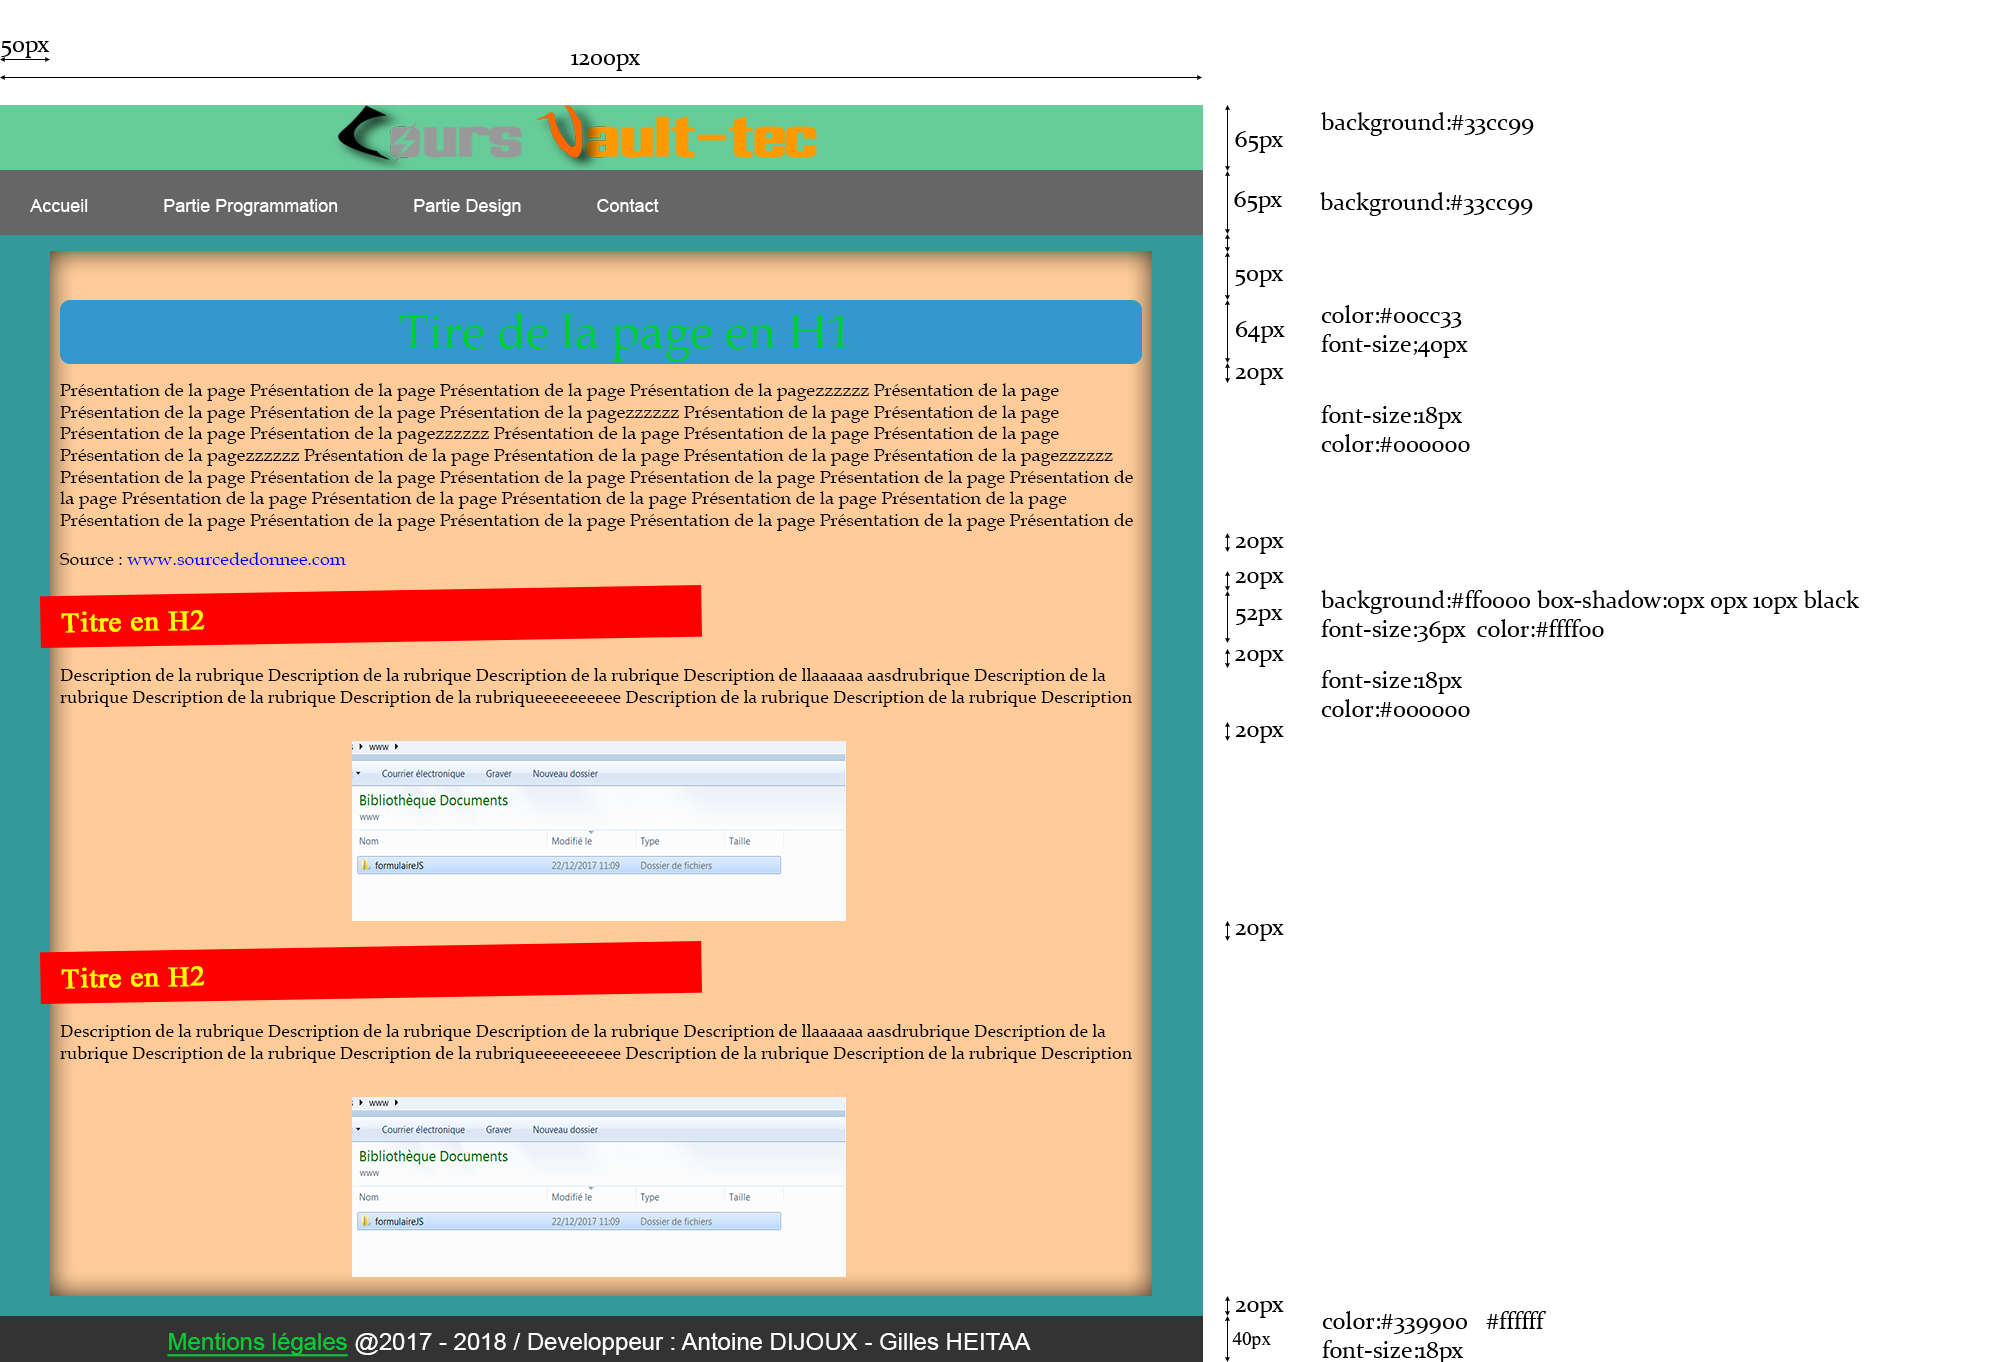 50px
1200px
Cours Vault-tec
65px
background:#33cc99
Accueil Partie Programmation Partie Design Contact
65px
background:#33cc99
50px
Tire de la page en H1
64px
color:#00cc33
font-size;40px
20px
Présentation de la page Présentation de la page Présentation de la page Présentation de la pagezzzzzz Présentation de la page
Présentation de la page Présentation de la page Présentation de la pagezzzzzz Présentation de la page Présentation de la page
Présentation de la page Présentation de la pagezzzzzz Présentation de la page Présentation de la page Présentation de la page
Présentation de la pagezzzzzz Présentation de la page Présentation de la page Présentation de la page Présentation de la pagezzzzzz
Présentation de la page Présentation de la page Présentation de la page Présentation de la page Présentation de la page Présentation de
la page Présentation de la page Présentation de la page Présentation de la page Présentation de la page Présentation de la page
Présentation de la page Présentation de la page Présentation de la page Présentation de la page Présentation de la page Présentation de
font-size:18px
color:#000000
20px
Source : www.sourcededonnee.com
20px
Titre en H2
52px
background:#ff0000 box-shadow:0px 0px 10px black
font-size:36px color:#ffff00
20px
Description de la rubrique Description de la rubrique Description de la rubrique Description de llaaaaaa aasdrubrique Description de la
rubrique Description de la rubrique Description de la rubriqueeeeeeeeee Description de la rubrique Description de la rubrique Description
font-size:18px
color:#000000
20px
www
Courrier électronique Graver Nouveau dossier
Bibliothèque Documents
www
Nom Modifié le Type Taille
formulaireJS 22/12/2017 11:09 Dossier de fichiers
20px
Titre en H2
Description de la rubrique Description de la rubrique Description de la rubrique Description de llaaaaaa aasdrubrique Description de la
rubrique Description de la rubrique Description de la rubriqueeeeeeeeee Description de la rubrique Description de la rubrique Description
www
Courrier électronique Graver Nouveau dossier
Bibliothèque Documents
www
Nom Modifié le Type Taille
formulaireJS 22/12/2017 11:09 Dossier de fichiers
20px
Mentions légales @2017 - 2018 / Developpeur : Antoine DIJOUX - Gilles HEITAA
40px
color:#339900 #ffffff
font-size:18px